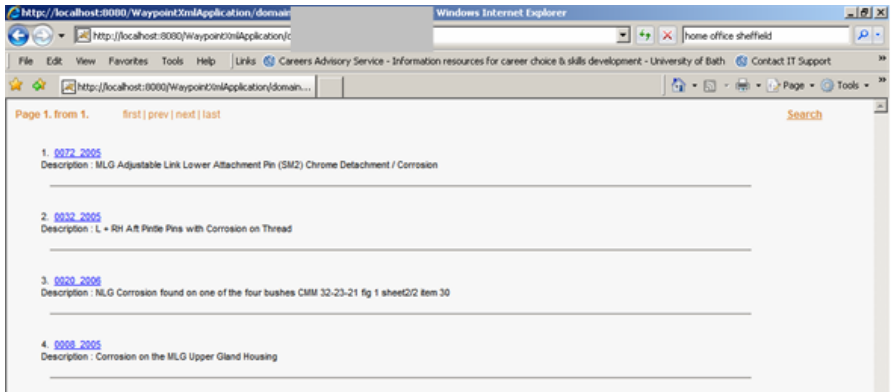 http://localhost:8080/WaypointXmlApplication/domain Windows Internet Explorer
http://localhost:8080/WaypointXmlApplication/c home office sheffield
File Edit View Favorites Tools Help Links Careers Advisory Service - Information resources for career choice & skills development - University of Bath Contact IT Support »
http://localhost:8080/WaypointXmlApplication/domain... Page Tools »
Page 1. from 1. first | prev | next | last Search
1. 0072_2005
Description : MLG Adjustable Link Lower Attachment Pin (SM2) Chrome Detachment / Corrosion
2. 0032_2005
Description : L + RH Aft Pintle Pins with Corrosion on Thread
3. 0020_2006
Description : NLG Corrosion found on one of the four bushes CMM 32-23-21 fig 1 sheet2/2 item 30
4. 0008_2005
Description : Corrosion on the MLG Upper Gland Housing